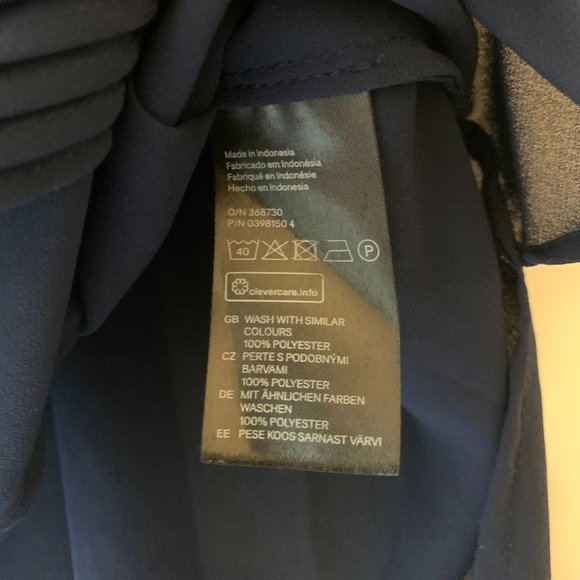 Made in Indonesia
Fabricado em Indonésia
Fabriqué en Indonésie
Hecho en Indonesia
O/N 368730
P/N 0398150 4
40 P
clevercare.info
GB WASH WITH SIMILAR
COLOURS
100% POLYESTER
CZ PERTE S PODOBNÝMI
BARVAMI
100% POLYESTER
DE MIT ÄHNLICHEN FARBEN
WASCHEN
100% POLYESTER
EE PESE KOOS SARNAST VÄRVI